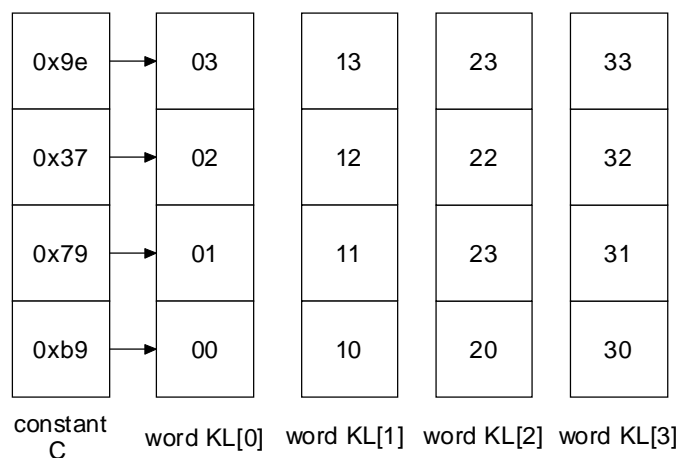 0x9e 03 13 23 33
0x37 02 12 22 32
0x79 01 11 23 31
0xb9 00 10 20 30
constant
C
word KL[0] word KL[1] word KL[2] word KL[3]